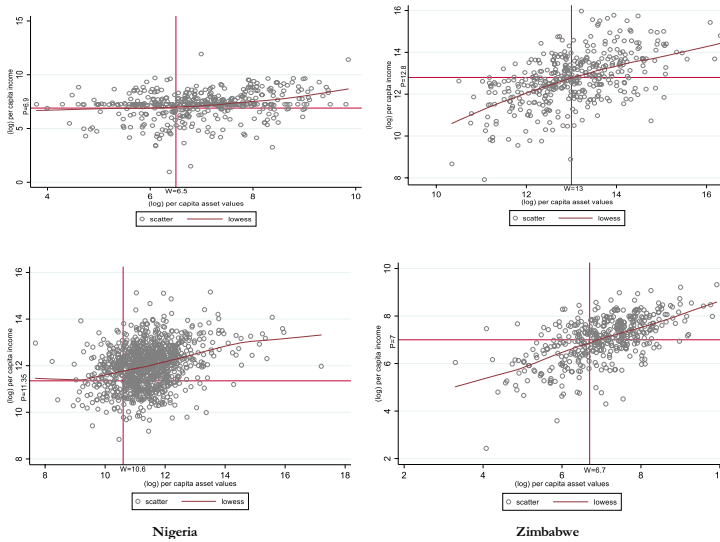 15
10
5
0
(log) per capita income
P=6.9
4
6
8
10
W=6.5
(log) per capita asset values
scatter
lowess
16
14
12
10
8
(log) per capita income
P=12.8
10
12
14
16
W=13
(log) per capita asset values
scatter
lowess
16
14
12
10
8
(log) per capita income
P=11.35
8
10
12
14
16
18
W=10.6
(log) per capita asset values
scatter
lowess
Nigeria
10
8
6
4
2
(log) per capita income
P=7
2
4
6
8
W=6.7
(log) per capita asset values
scatter
lowess
Zimbabwe